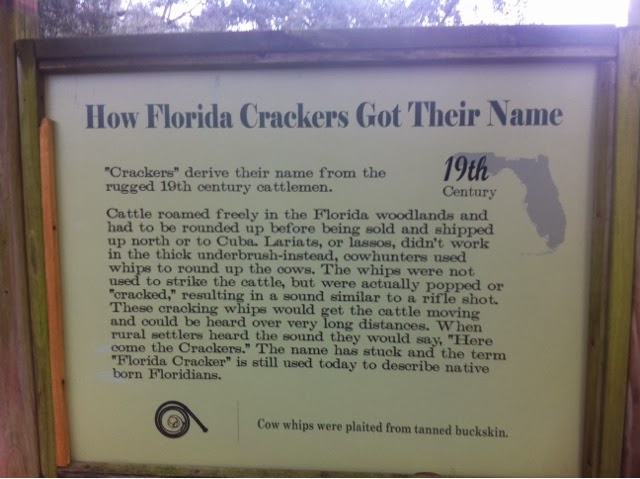 How Florida Crackers Got Their Name
"Crackers" derive their name from the
rugged 19th century cattlemen.
19th
Century
Cattle roamed freely in the Florida woodlands and
had to be rounded up before being sold and shipped
up north or to Cuba. Lariats, or lassos, didn't work
in the thick underbrush-instead, cowhunters used
whips to round up the cows. The whips were not
used to strike the cattle, but were actually popped or
"cracked," resulting in a sound similar to a rifle shot.
These cracking whips would get the cattle moving
and could be heard over very long distances. When
rural settlers heard the sound they would say, "Here
come the Crackers." The name has stuck and the term
"Florida Cracker" is still used today to describe native
born Floridians.
Cow whips were plaited from tanned buckskin.